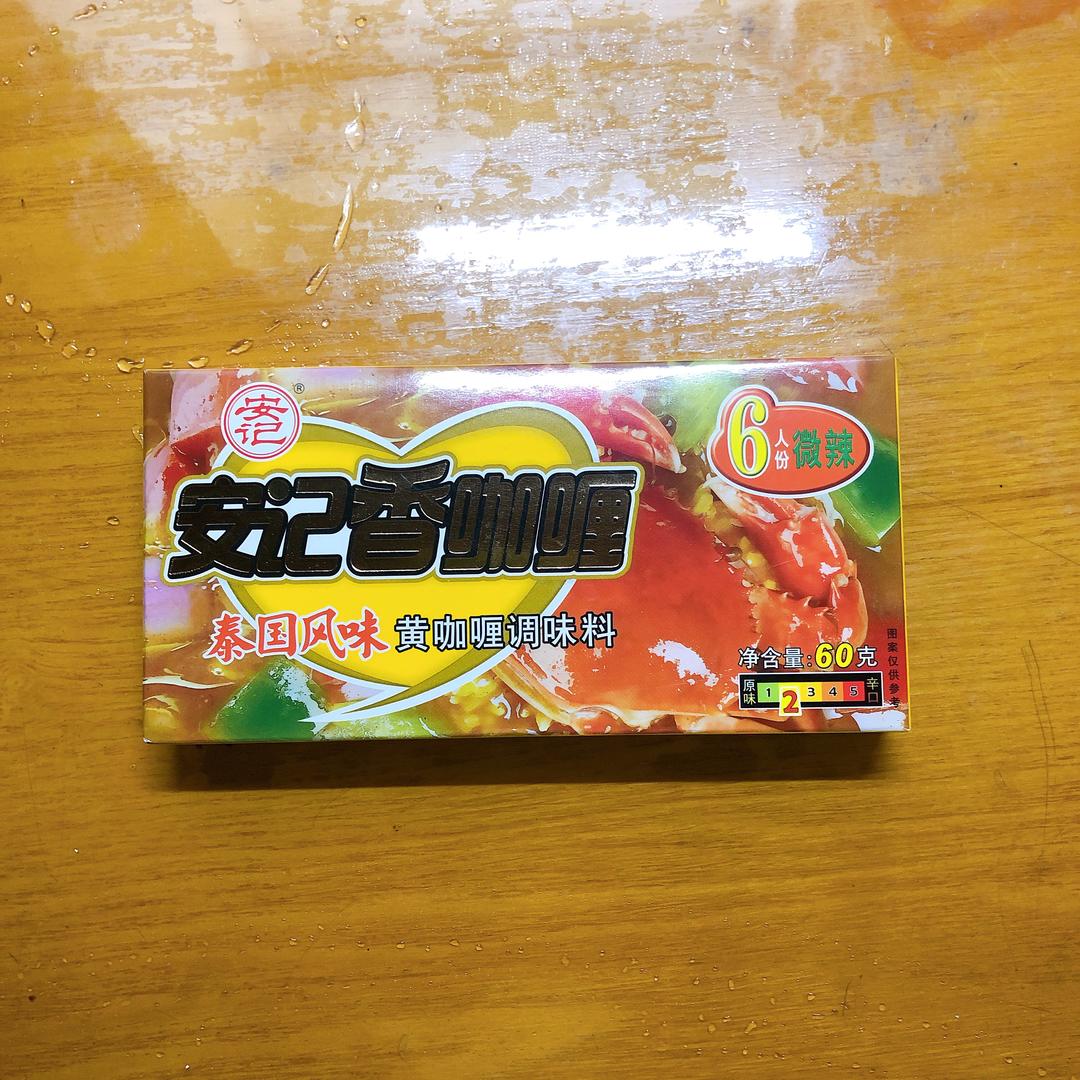 安记
®
6人份 微辣
安记香咖喱
泰国风味 黄咖喱调味料
净含量:60克
原味 1 2 3 4 5 辛口
图案仅供参考